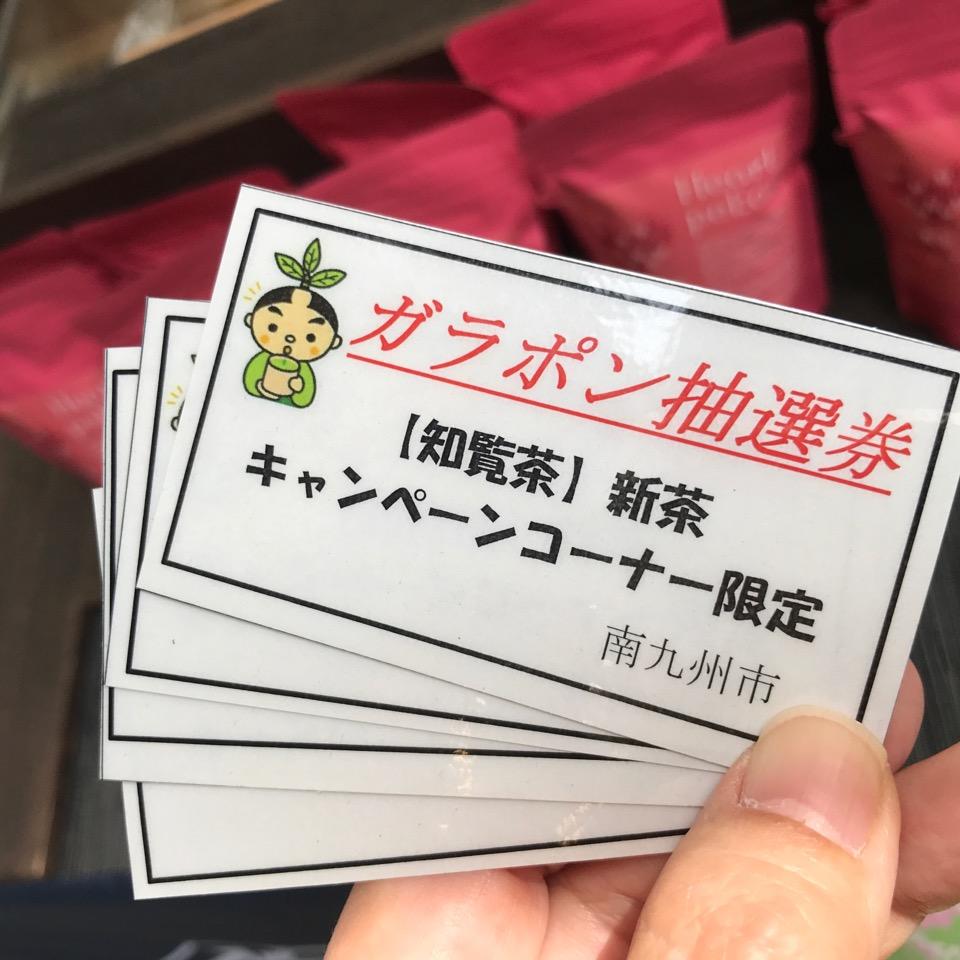 ガラポン抽選券
【知覧茶】新茶
キャンペーンコーナー限定
南九州市